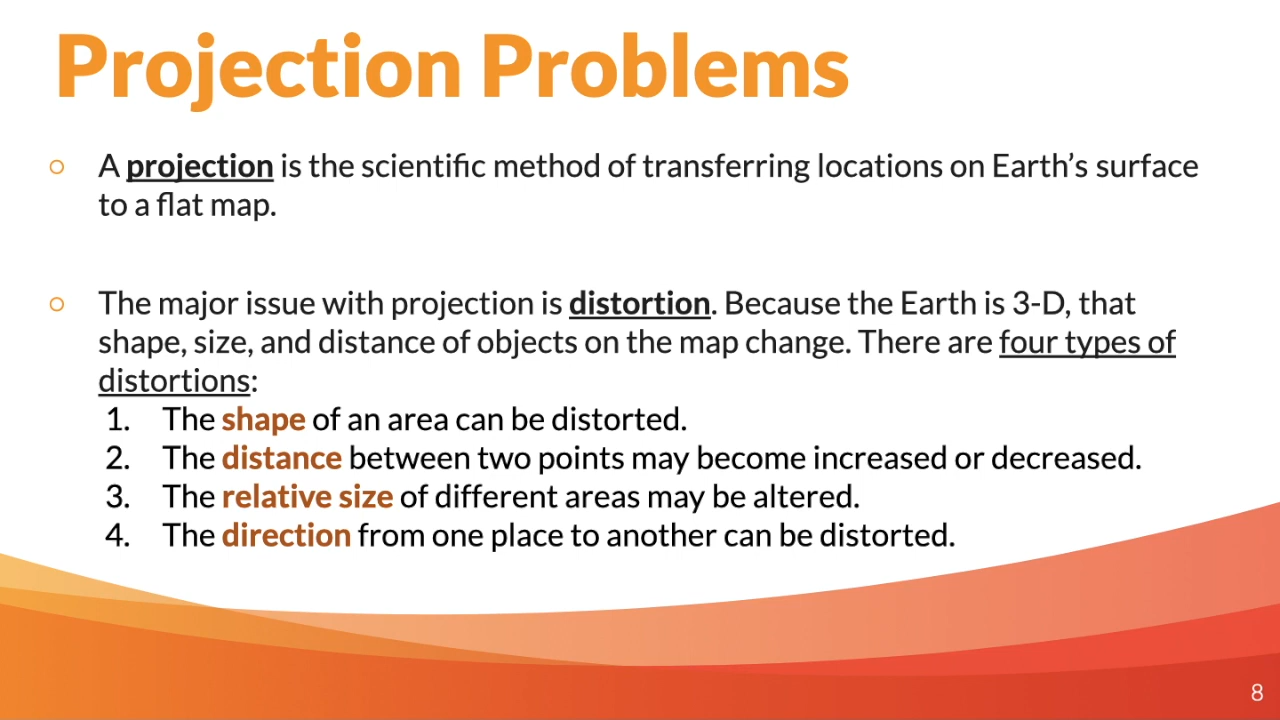 Projection Problems
○ A projection is the scientific method of transferring locations on Earth’s surface
to a flat map.
○ The major issue with projection is distortion. Because the Earth is 3-D, that
shape, size, and distance of objects on the map change. There are four types of
distortions:
1. The shape of an area can be distorted.
2. The distance between two points may become increased or decreased.
3. The relative size of different areas may be altered.
4. The direction from one place to another can be distorted.
8